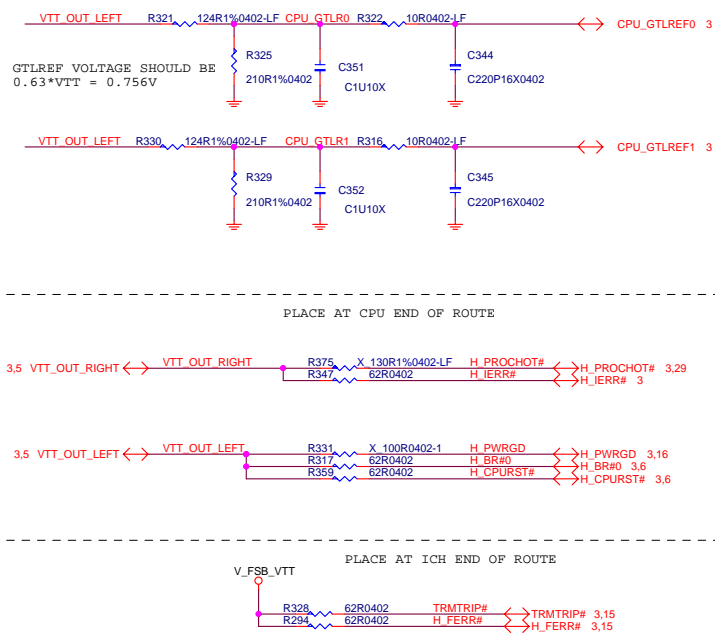 VTT_OUT_LEFT R321 124R1%0402-LF CPU_GTLR0 R322 10R0402-LF CPU_GTLREF0 3
R325
GTLREF VOLTAGE SHOULD BE
0.63*VTT = 0.756V
210R1%0402
C351
C1U10X
C344
C220P16X0402
VTT_OUT_LEFT R330 124R1%0402-LF CPU_GTLR1 R316 10R0402-LF CPU_GTLREF1 3
R329
210R1%0402
C352
C1U10X
C345
C220P16X0402
PLACE AT CPU END OF ROUTE
3,5 VTT_OUT_RIGHT VTT_OUT_RIGHT R375 X_130R1%0402-LF H_PROCHOT# H_PROCHOT# 3,29
R347 62R0402 H_IERR# H_IERR# 3
3,5 VTT_OUT_LEFT VTT_OUT_LEFT R331 X_100R0402-1 H_PWRGD H_PWRGD 3,16
R317 62R0402 H_BR#0 H_BR#0 3,6
R359 62R0402 H_CPURST# H_CPURST# 3,6
PLACE AT ICH END OF ROUTE
V_FSB_VTT
R328 62R0402 TRMTRIP# TRMTRIP# 3,15
R294 62R0402 H_FERR# H_FERR# 3,15